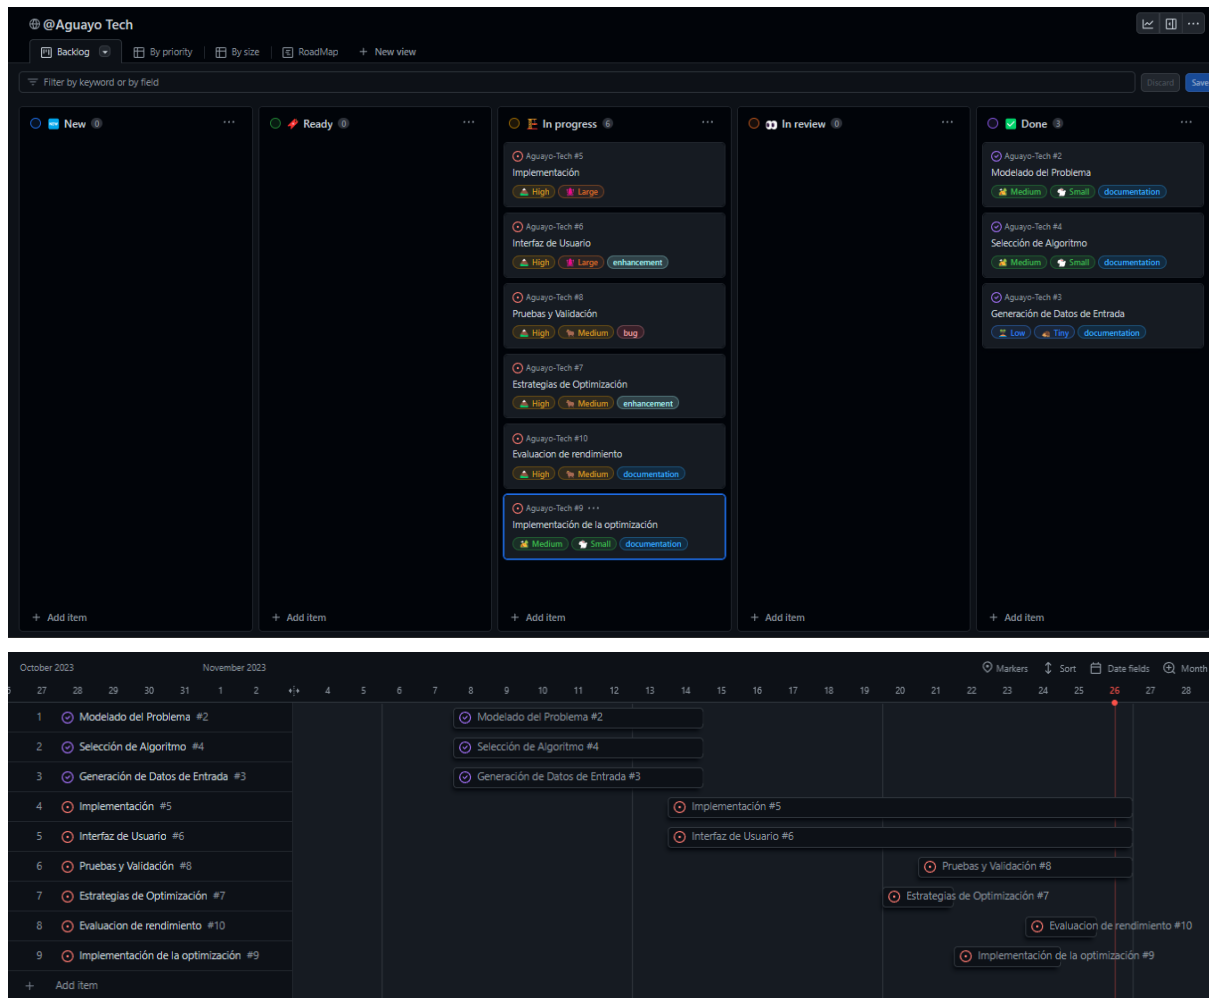 @Aguayo Tech
Backlog By priority By size RoadMap + New view
Filter by keyword or by field Discard Save
New 0
Ready 0
In progress 6
In review 0
Done 3
Aguayo-Tech #5
Implementación
High Large
Aguayo-Tech #6
Interfaz de Usuario
High Large enhancement
Aguayo-Tech #8
Pruebas y Validación
High Medium bug
Aguayo-Tech #7
Estrategias de Optimización
High Medium enhancement
Aguayo-Tech #10
Evaluacion de rendimiento
High Medium documentation
Aguayo-Tech #9 ···
Implementación de la optimización
Medium Small documentation
Aguayo-Tech #2
Modelado del Problema
Medium Small documentation
Aguayo-Tech #4
Selección de Algoritmo
Medium Small documentation
Aguayo-Tech #3
Generación de Datos de Entrada
Low Tiny documentation
+ Add item + Add item + Add item + Add item + Add item
October 2023 November 2023 Markers Sort Date fields Month
27 28 29 30 31 1 2 4 5 6 7 8 9 10 11 12 13 14 15 16 17 18 19 20 21 22 23 24 25 26 27 28
1 Modelado del Problema #2 Modelado del Problema #2
2 Selección de Algoritmo #4 Selección de Algoritmo #4
3 Generación de Datos de Entrada #3 Generación de Datos de Entrada #3
4 Implementación #5 Implementación #5
5 Interfaz de Usuario #6 Interfaz de Usuario #6
6 Pruebas y Validación #8 Pruebas y Validación #8
7 Estrategias de Optimización #7 Estrategias de Optimización #7
8 Evaluacion de rendimiento #10 Evaluacion de rendimiento #10
9 Implementación de la optimización #9 Implementación de la optimización #9
+ Add item